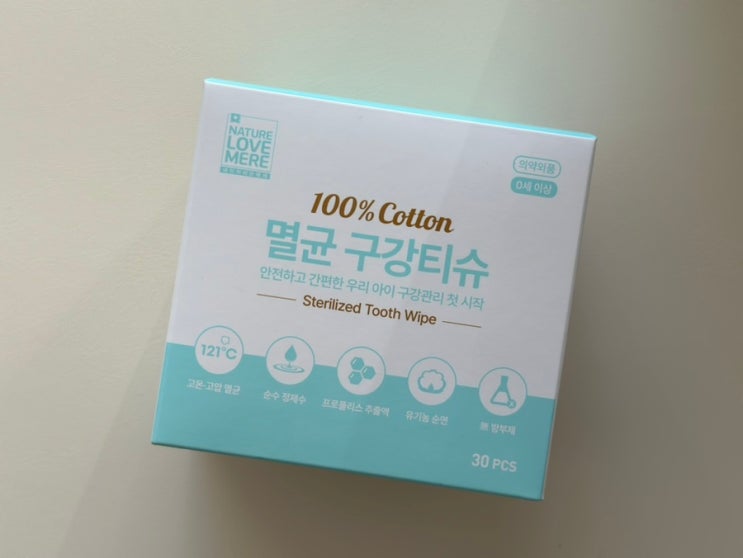 NATURE
LOVE
MERE
네이쳐러브메레
의약외품
0세 이상
100% Cotton
멸균 구강티슈
안전하고 간편한 우리 아이 구강관리 첫 시작
Sterilized Tooth Wipe
121°C
고온·고압 멸균
순수 정제수
프로폴리스 추출액
유기농 순면
無 방부제
30 PCS